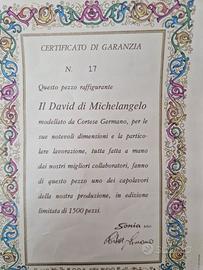 CERTIFICATO DI GARANZIA
N. 17
Questo pezzo raffigurante
Il David di Michelangelo
modellato da Cortese Germano, per le
sue notevoli dimensioni e la partico-
lare lavorazione, tutta fatta a mano
dai nostri migliori collaboratori, fanno
di questo pezzo uno dei capolavori
della nostra produzione, in edizione
limitata di 1500 pezzi.
Sonia